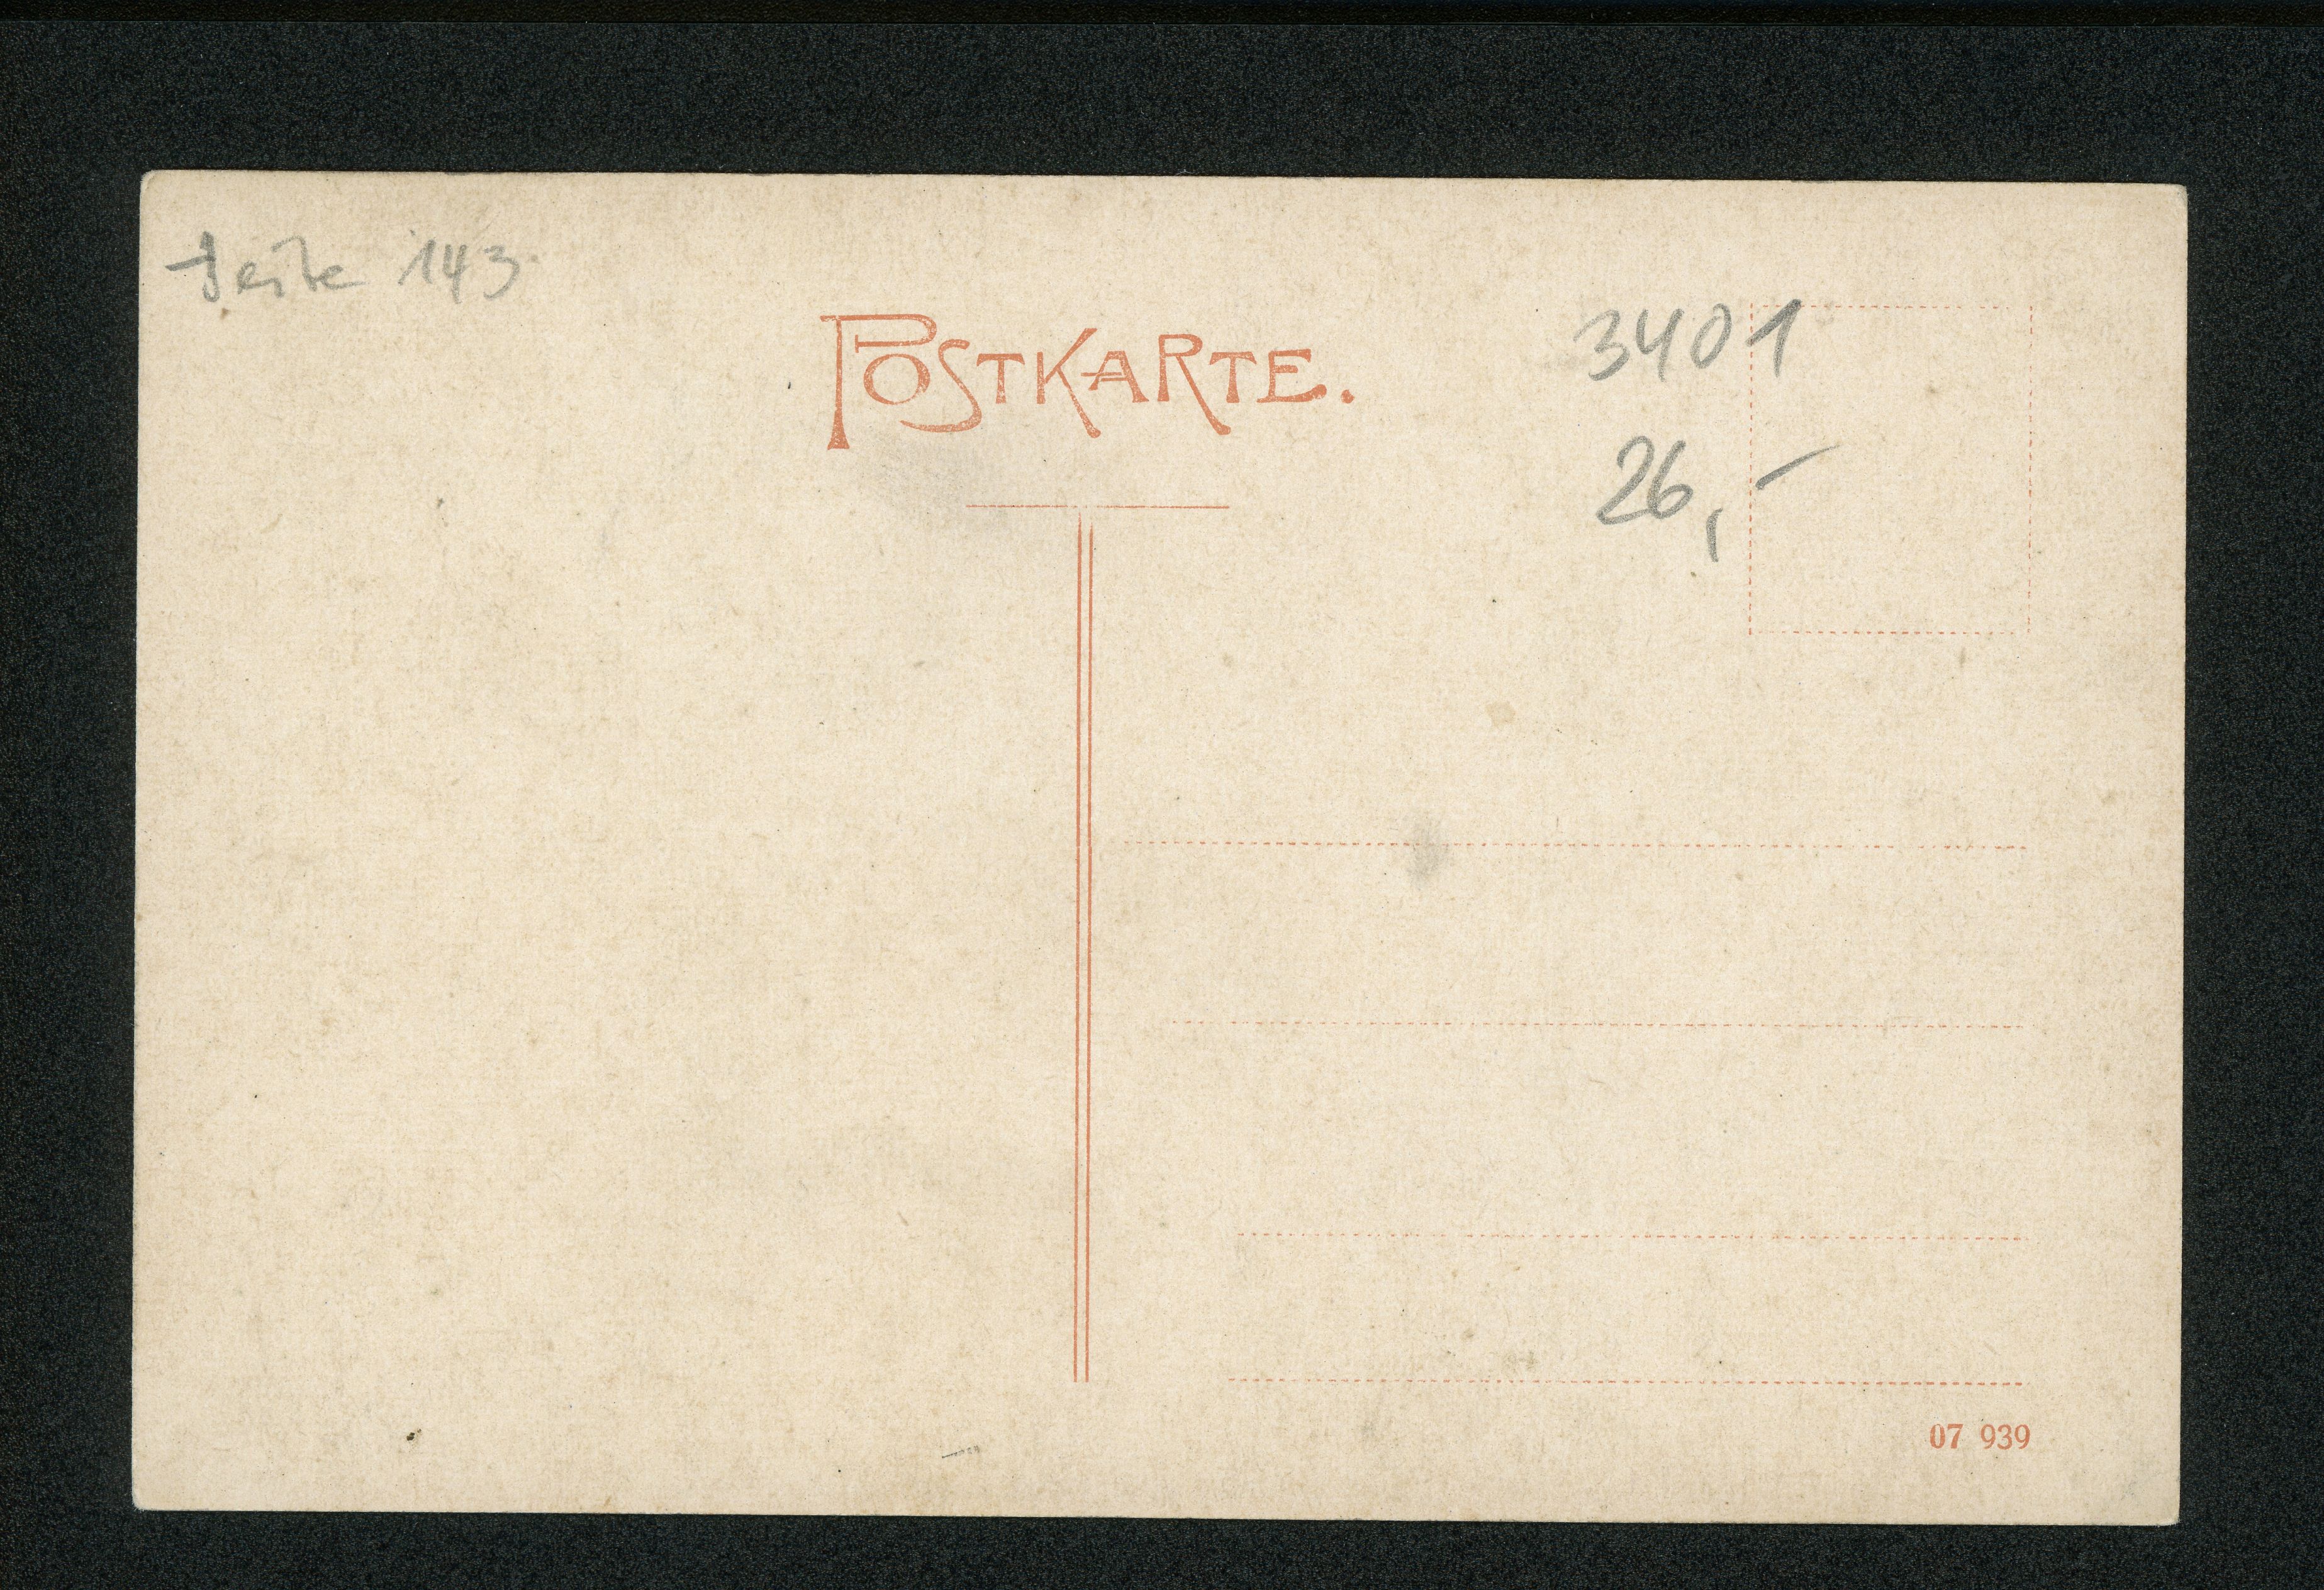 Seite 143.
POSTKARTE.
3401
26,-
07 939